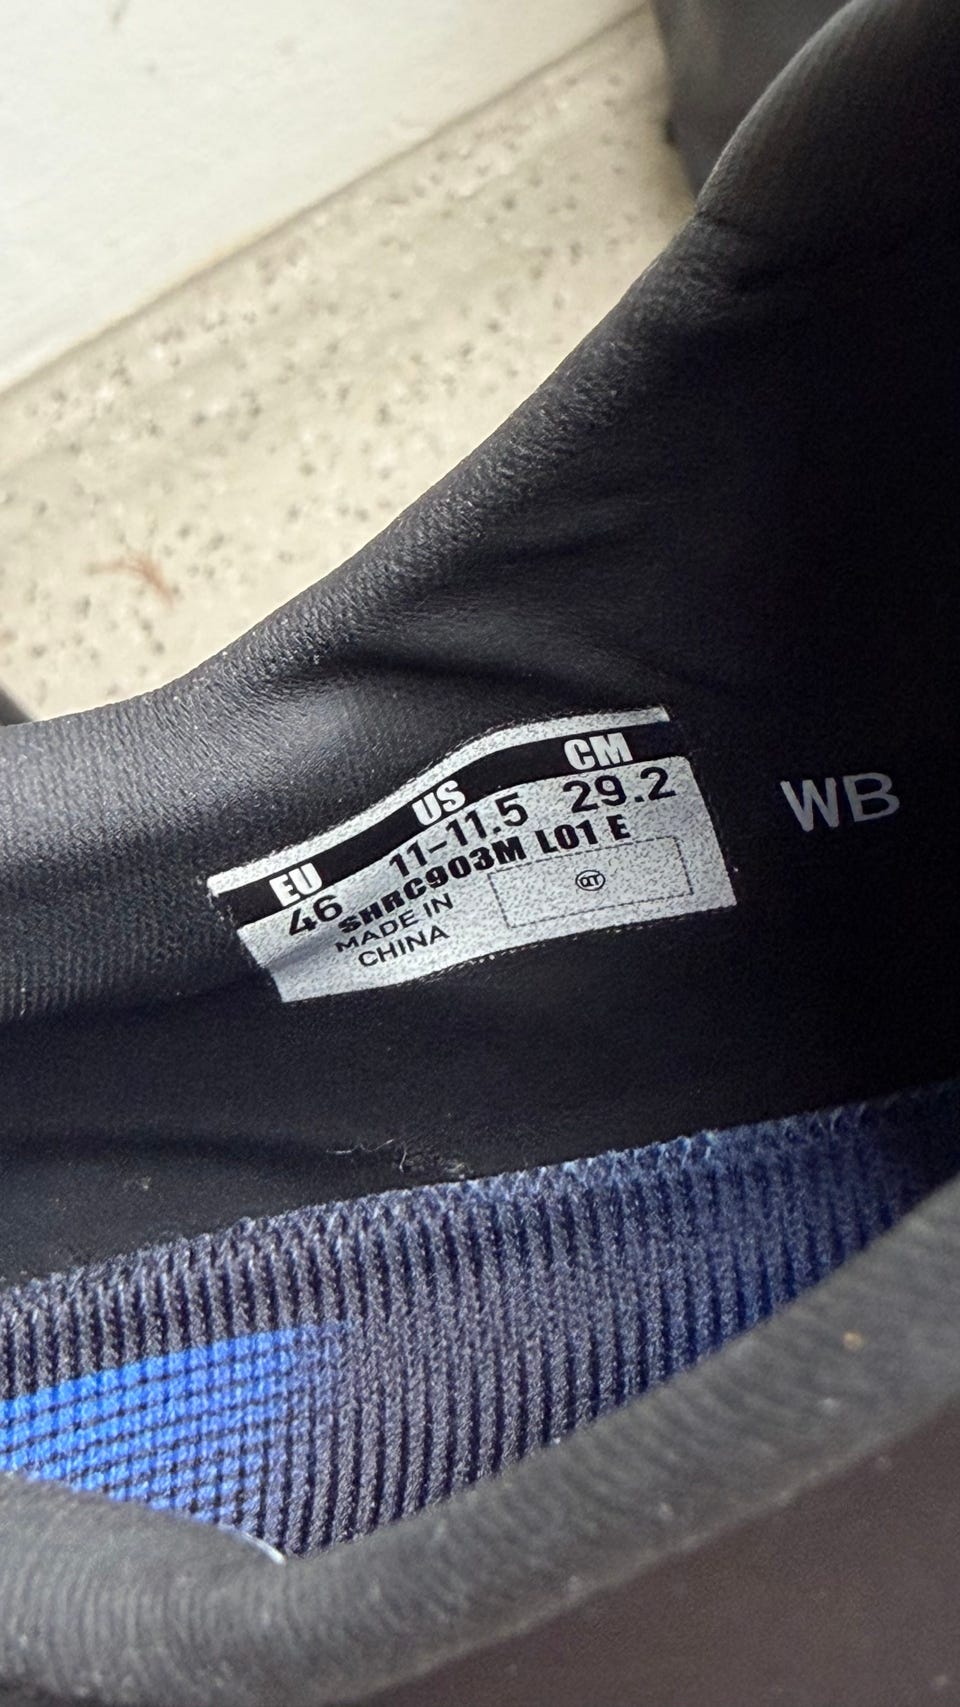 EU US CM
46 11-11.5 29.2
SHRC903M L01 E
MADE IN
CHINA
QT
WB